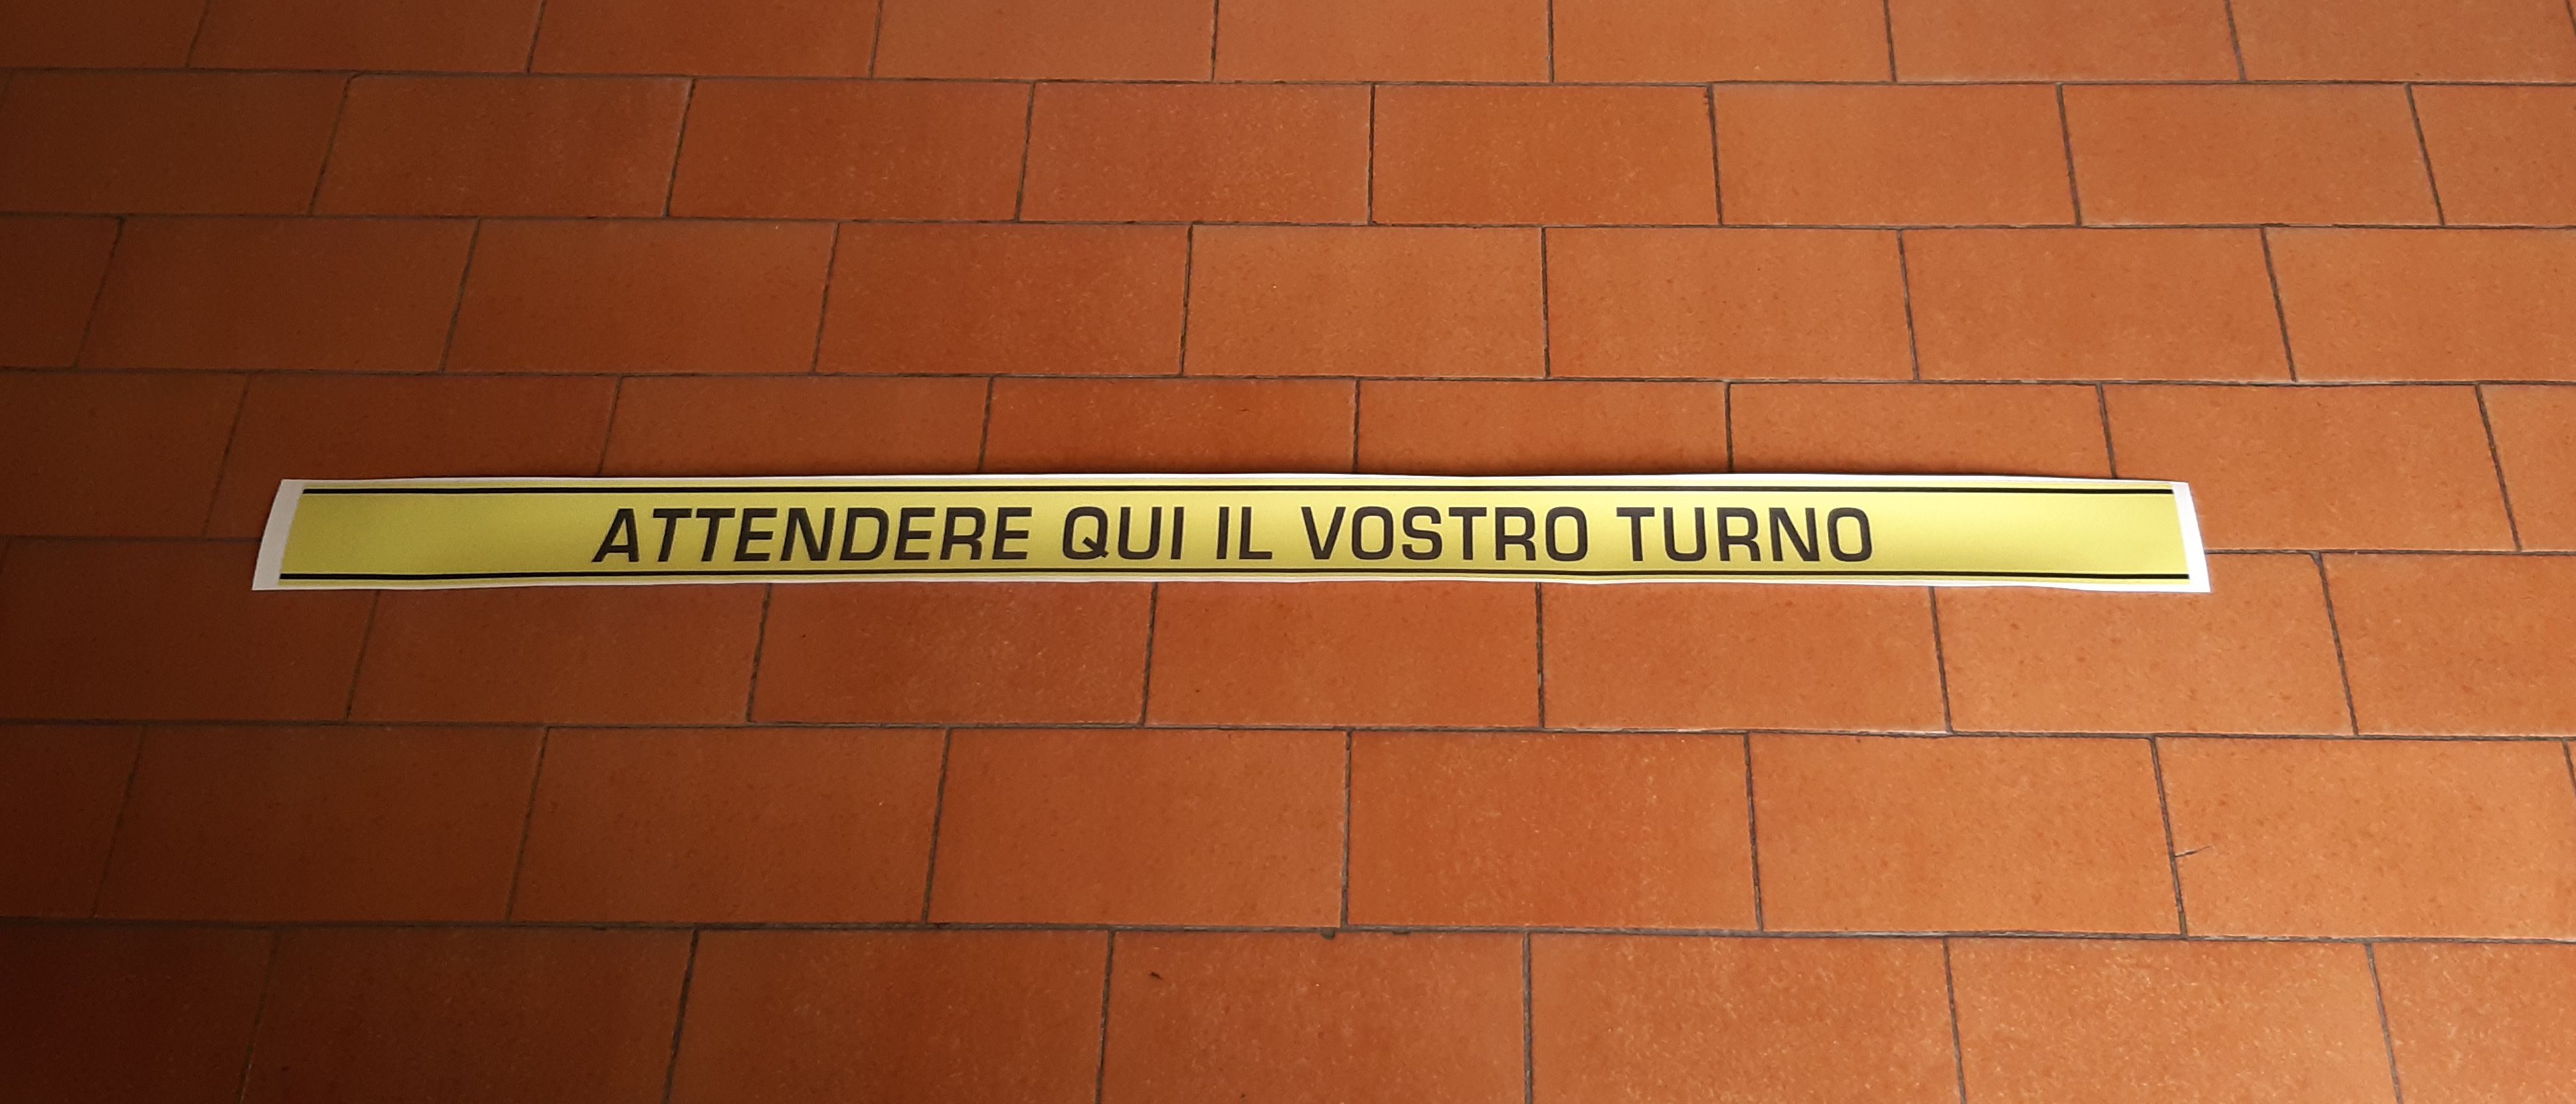 ATTENDERE QUI IL VOSTRO TURNO